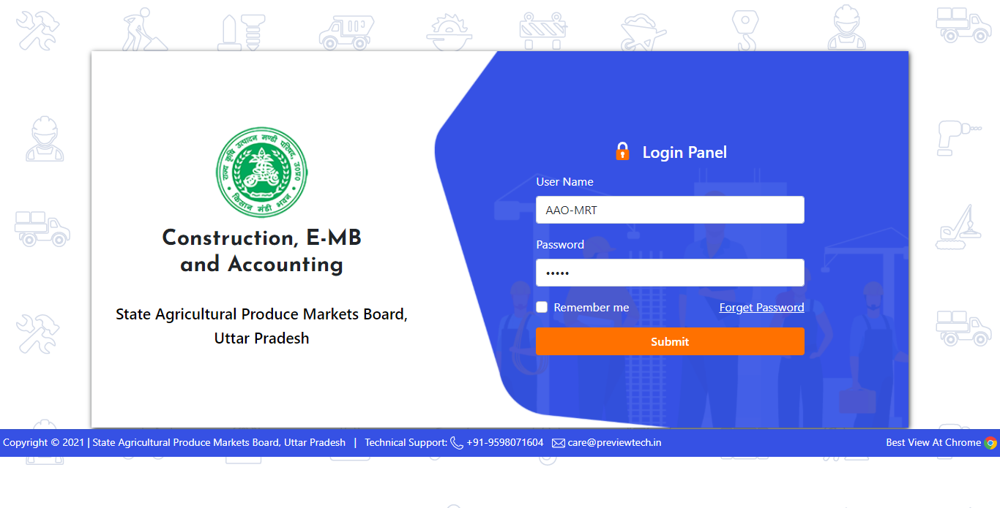 राज्य कृषि उत्पादन मण्डी परिषद, उ०प्र०
किसान मंडी भवन
Construction, E-MB
and Accounting
State Agricultural Produce Markets Board,
Uttar Pradesh
Login Panel
User Name
AAO-MRT
Password
•••••
Remember me
Forget Password
Submit
Copyright © 2021 | State Agricultural Produce Markets Board, Uttar Pradesh | Technical Support: +91-9598071604 care@previewtech.in
Best View At Chrome